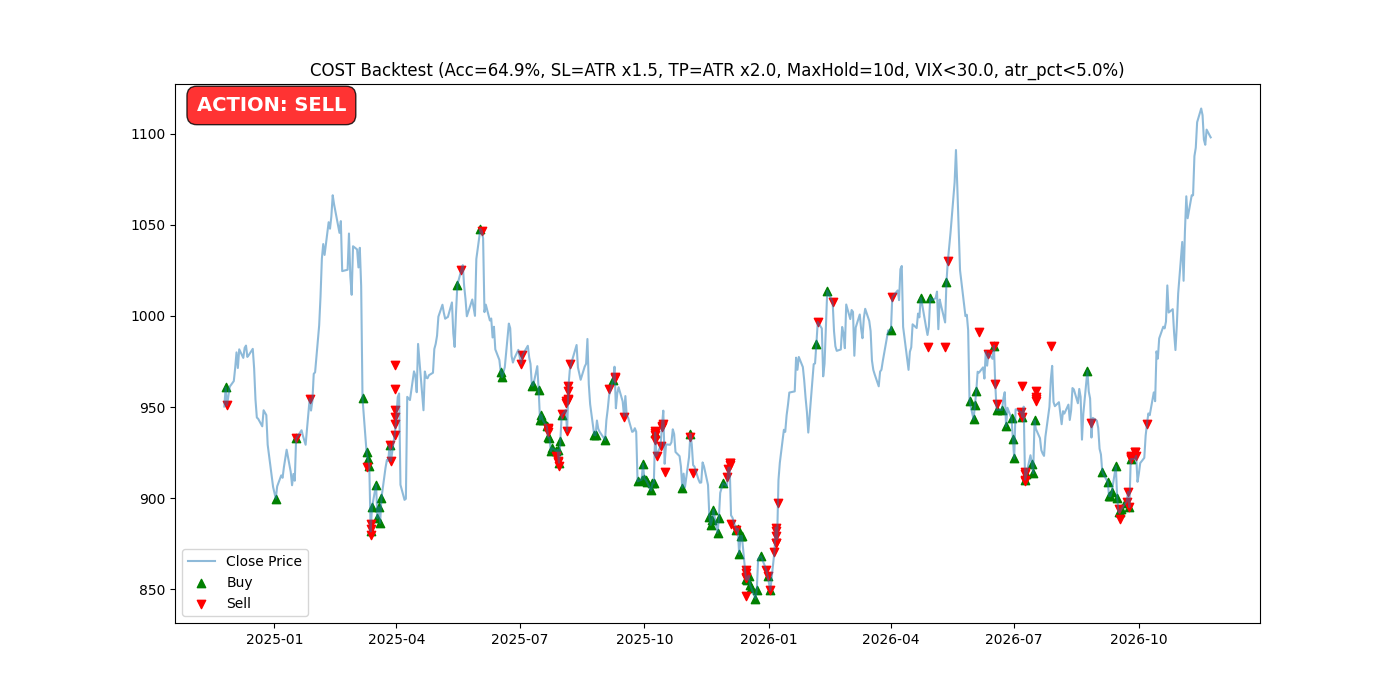 COST Backtest (Acc=64.9%, SL=ATR x1.5, TP=ATR x2.0, MaxHold=10d, VIX<30.0, atr_pct<5.0%)
ACTION: SELL
1100
1050
1000
950
900
850
Close Price
Buy
Sell
2025-01 2025-04 2025-07 2025-10 2026-01 2026-04 2026-07 2026-10